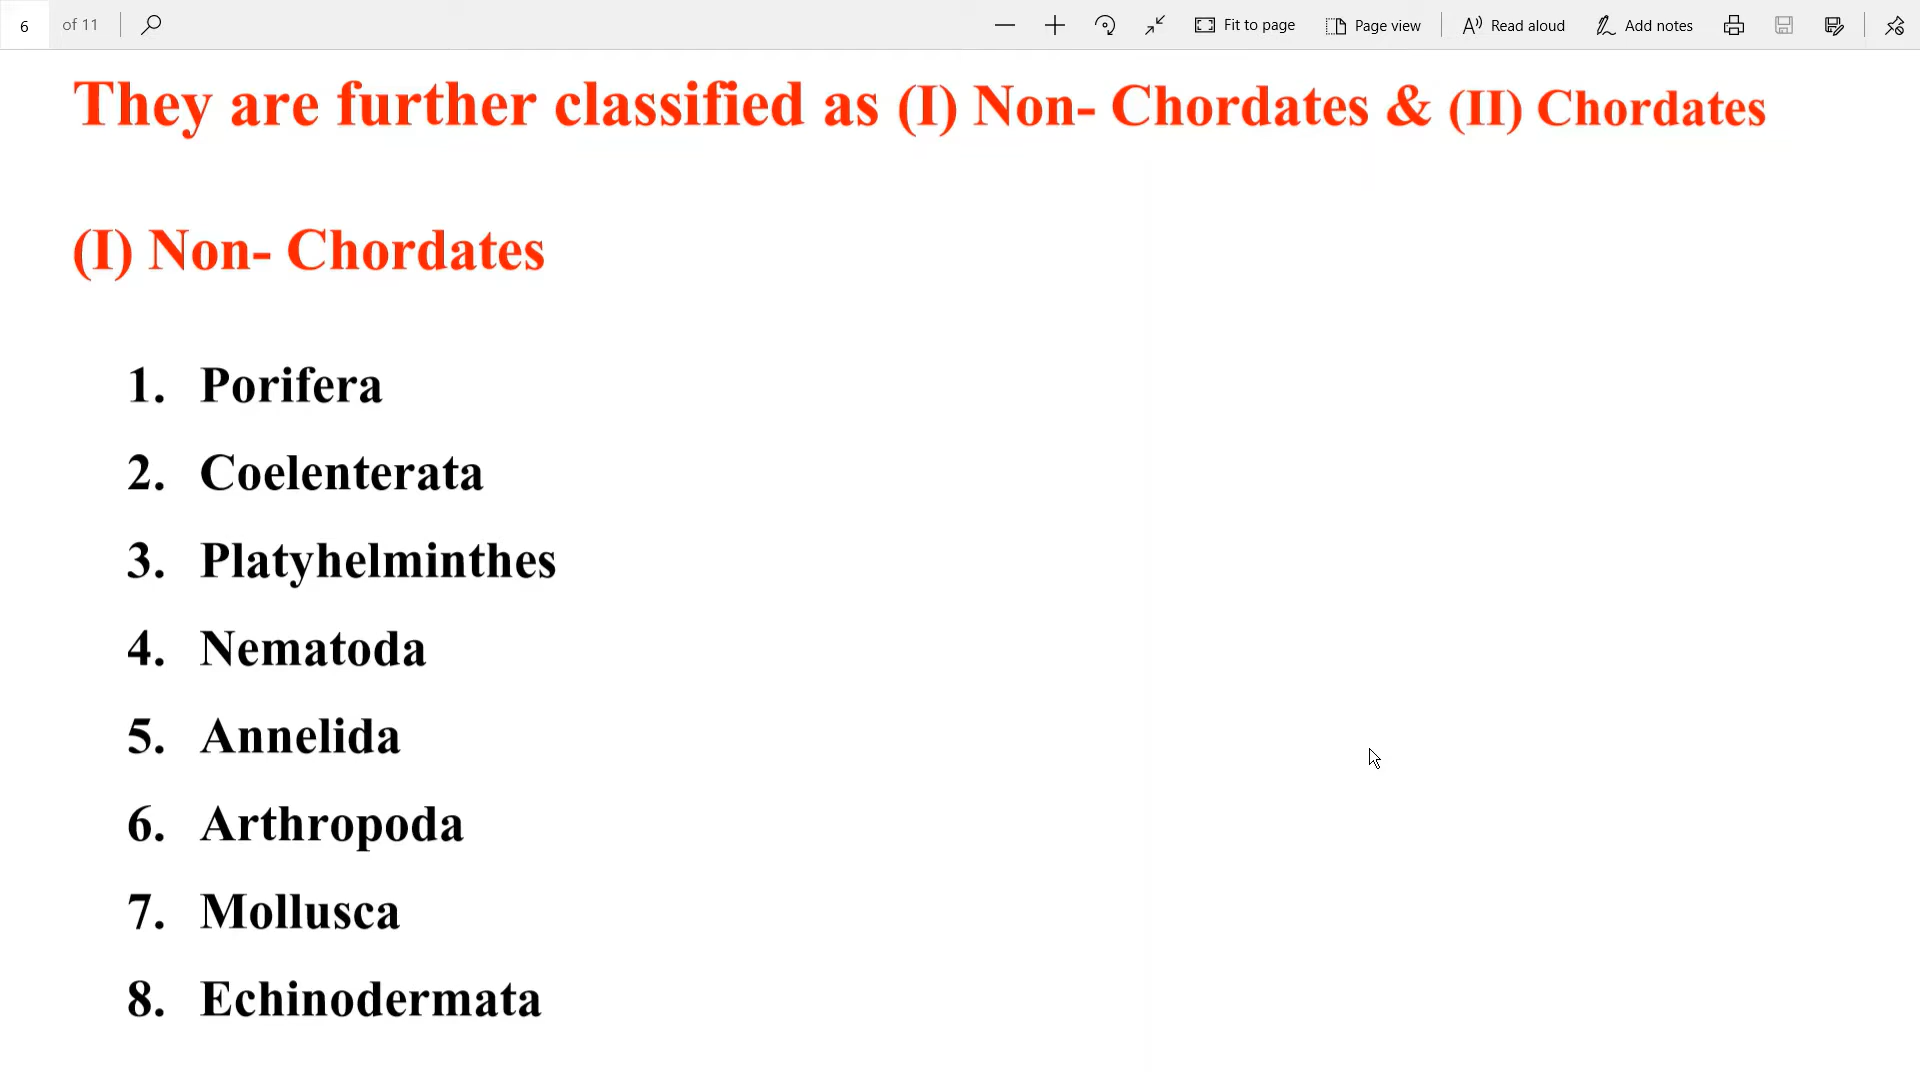 6 of 11 Fit to page Page view Read aloud Add notes
They are further classified as (I) Non- Chordates & (II) Chordates
(I) Non- Chordates
1. Porifera
2. Coelenterata
3. Platyhelminthes
4. Nematoda
5. Annelida
6. Arthropoda
7. Mollusca
8. Echinodermata